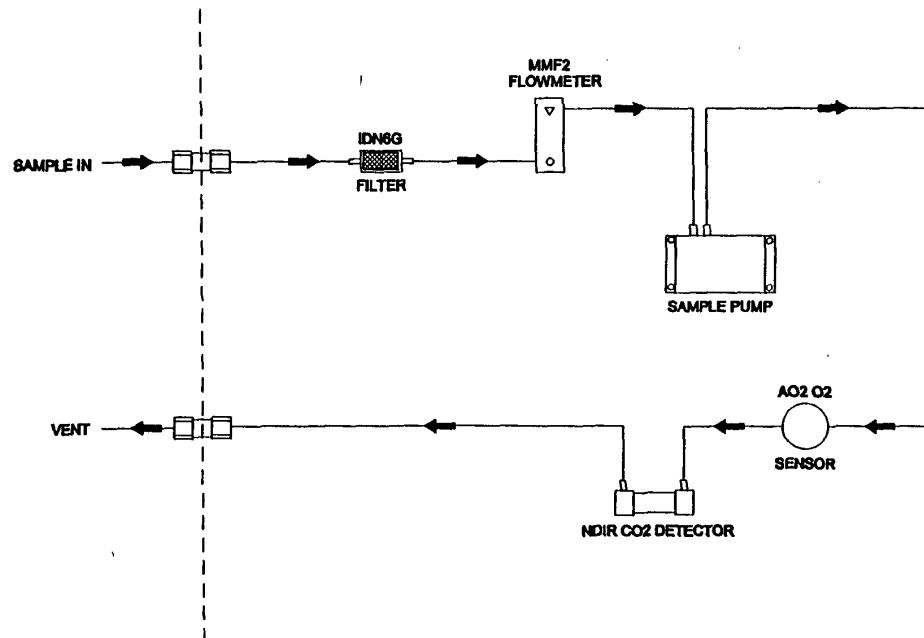 MMF2
FLOWMETER
SAMPLE IN
IDN6G
FILTER
SAMPLE PUMP
AO2 O2
VENT
SENSOR
NDIR CO2 DETECTOR